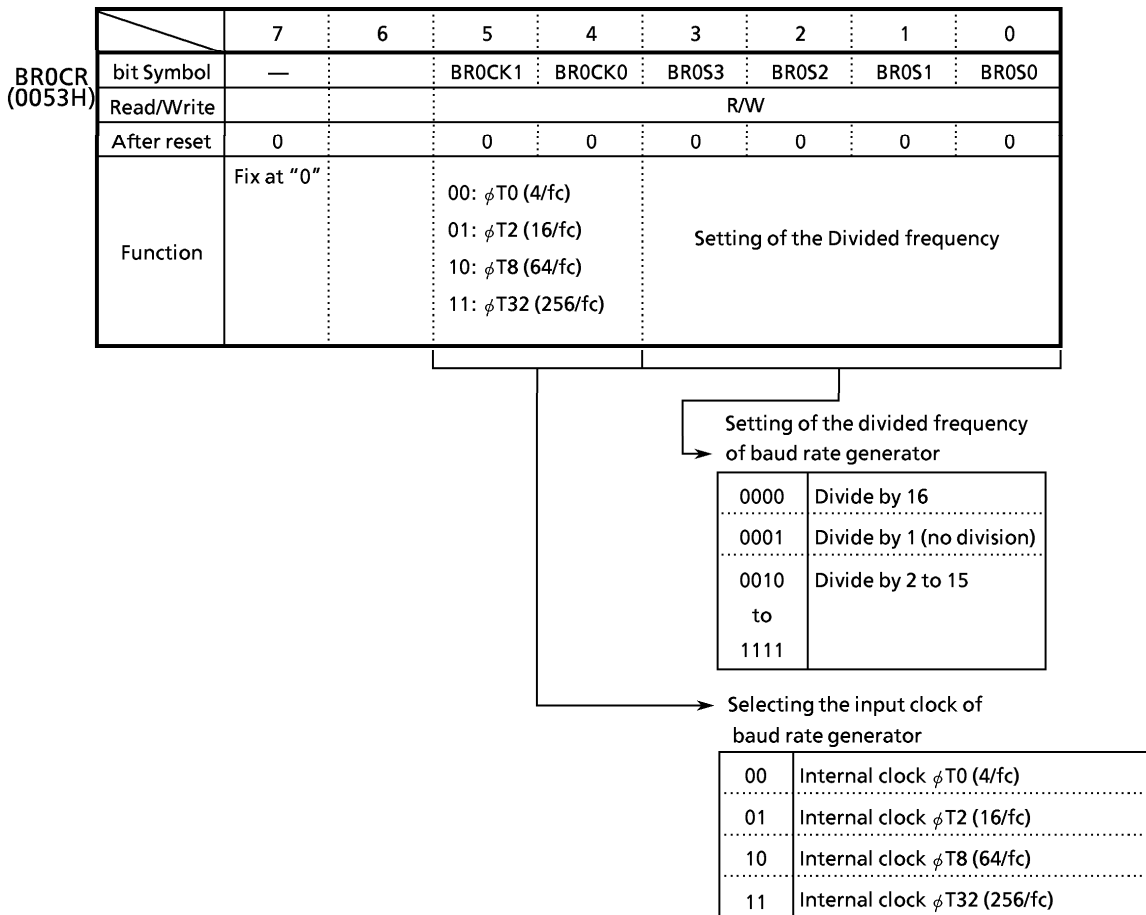 7 6 5 4 3 2 1 0
BR0CR
(0053H)
bit Symbol — BR0CK1 BR0CK0 BR0S3 BR0S2 BR0S1 BR0S0
Read/Write R/W
After reset 0 0 0 0 0 0 0
Function
Fix at "0"
00: φT0 (4/fc)
01: φT2 (16/fc)
10: φT8 (64/fc)
11: φT32 (256/fc)
Setting of the Divided frequency
Setting of the divided frequency
of baud rate generator
0000 Divide by 16
0001 Divide by 1 (no division)
0010 Divide by 2 to 15
to
1111
Selecting the input clock of
baud rate generator
00 Internal clock φT0 (4/fc)
01 Internal clock φT2 (16/fc)
10 Internal clock φT8 (64/fc)
11 Internal clock φT32 (256/fc)